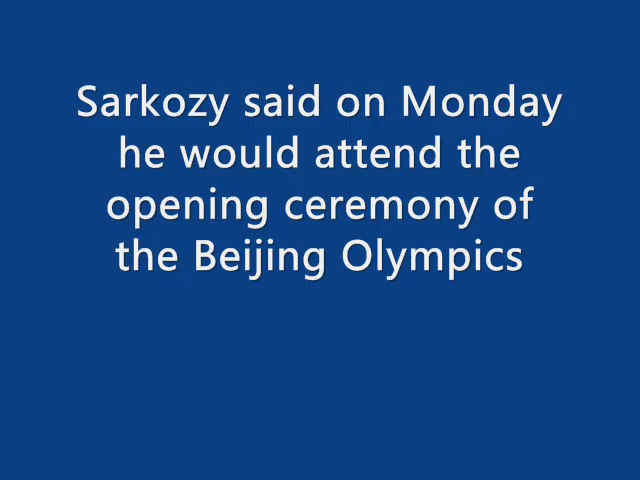 Sarkozy said on Monday
he would attend the
opening ceremony of
the Beijing Olympics